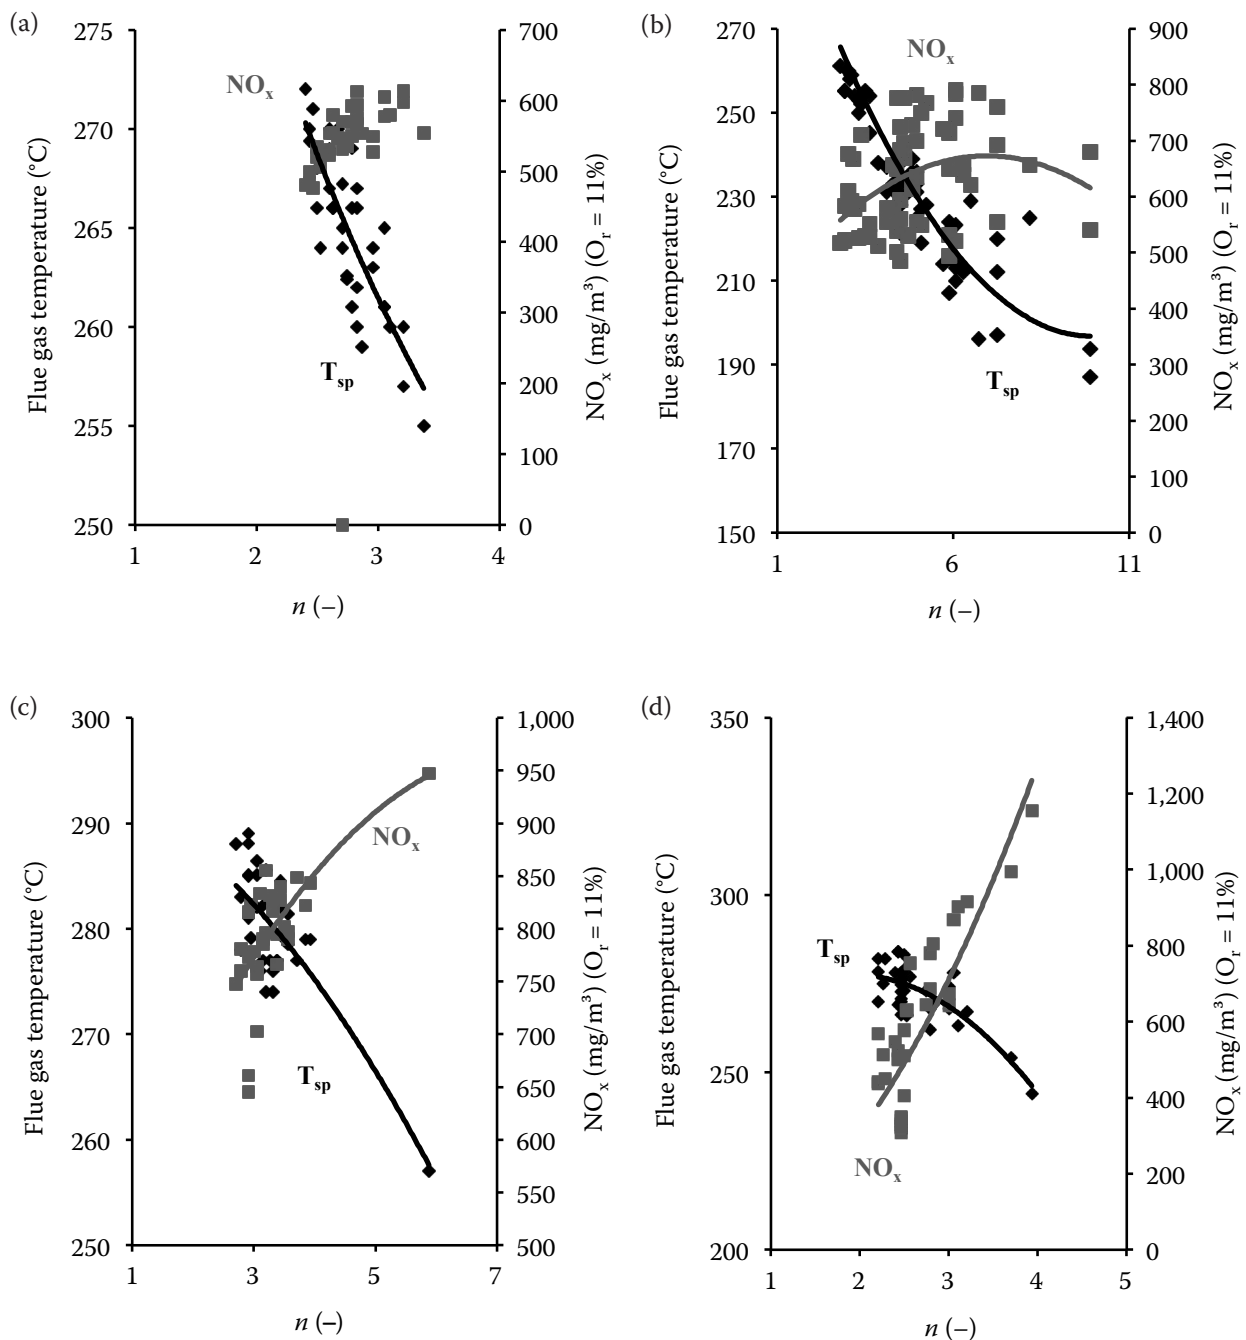 (a)
275
270
265
260
255
250
Flue gas temperature (°C)
700
600
500
400
300
200
100
0
NOx (mg/m³) (Or = 11%)
NOx
Tsp
1 2 3 4
n (–)
(b)
270
250
230
210
190
170
150
Flue gas temperature (°C)
900
800
700
600
500
400
300
200
100
0
NOx (mg/m³) (Or = 11%)
NOx
Tsp
1 6 11
n (–)
(c)
300
290
280
270
260
250
Flue gas temperature (°C)
1,000
950
900
850
800
750
700
650
600
550
500
NOx (mg/m³) (Or = 11%)
NOx
Tsp
1 3 5 7
n (–)
(d)
350
300
250
200
Flue gas temperature (°C)
1,400
1,200
1,000
800
600
400
200
0
NOx (mg/m³) (Or = 11%)
Tsp
NOx
1 2 3 4 5
n (–)